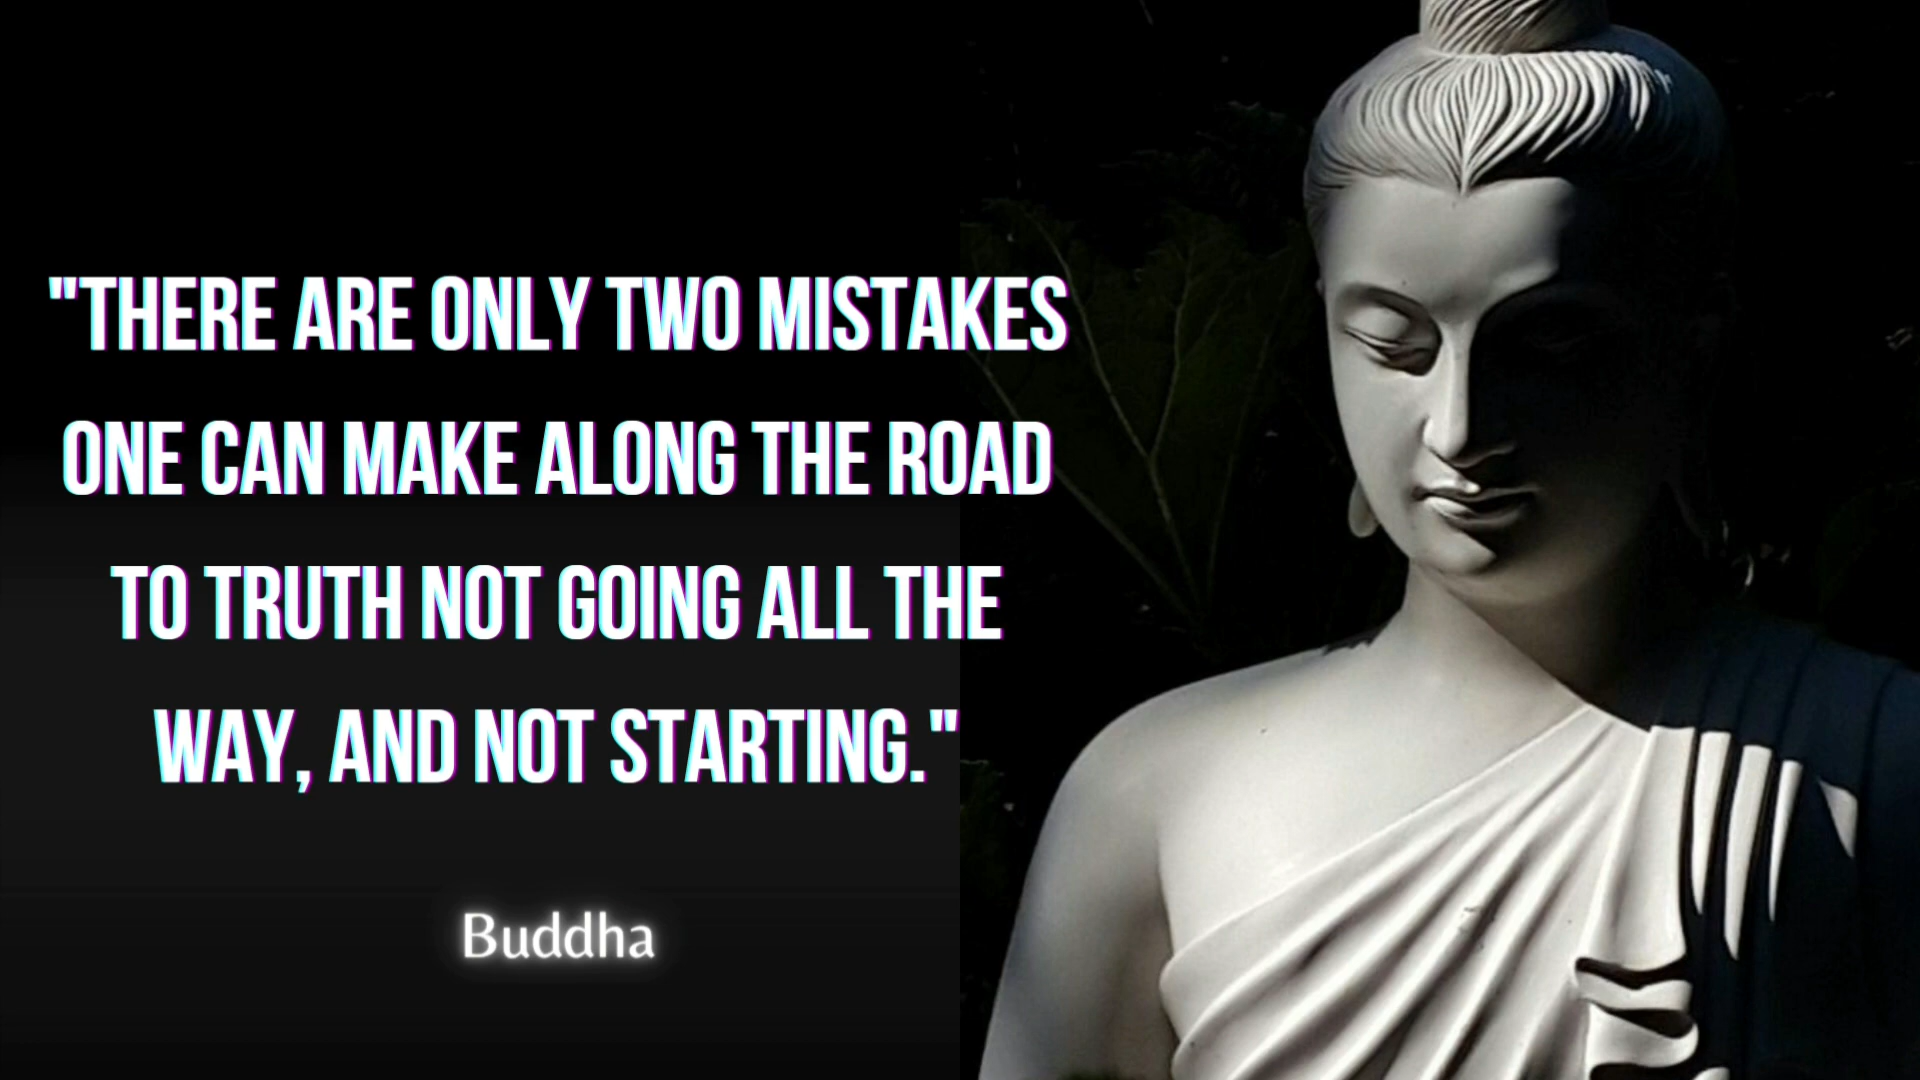 "THERE ARE ONLY TWO MISTAKES
ONE CAN MAKE ALONG THE ROAD
TO TRUTH NOT GOING ALL THE
WAY, AND NOT STARTING."
Buddha